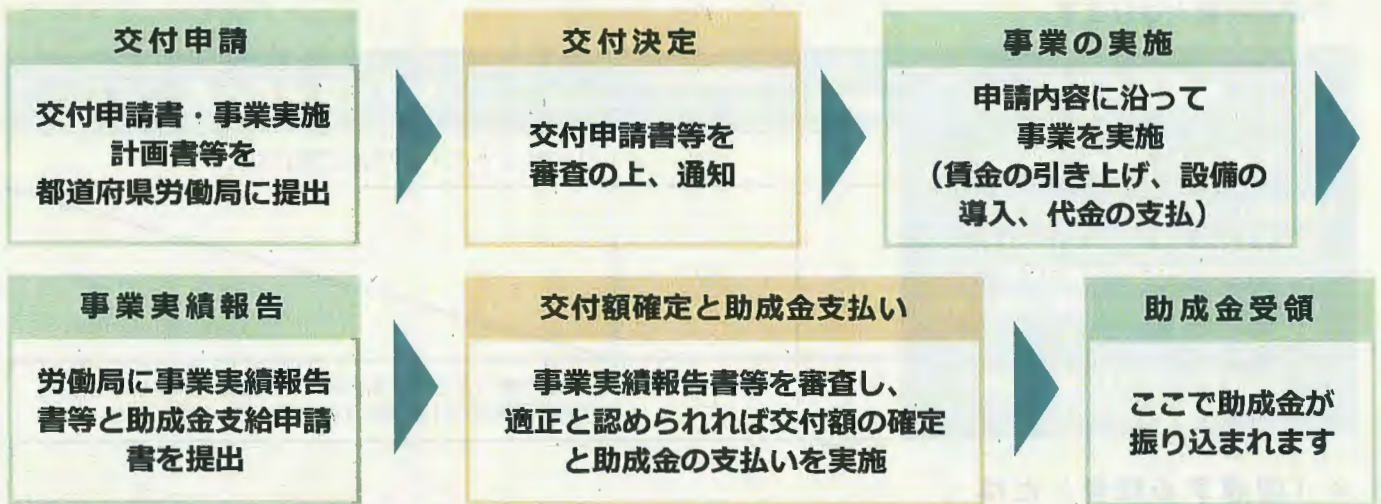 交付申請
交付申請書・事業実施
計画書等を
都道府県労働局に提出
交付決定
交付申請書等を
審査の上、通知
事業の実施
申請内容に沿って
事業を実施
（賃金の引き上げ、設備の
導入、代金の支払）
事業実績報告
労働局に事業実績報告
書等と助成金支給申請
書を提出
交付額確定と助成金支払い
事業実績報告書等を審査し、
適正と認められれば交付額の確定
と助成金の支払いを実施
助成金受領
ここで助成金が
振り込まれます